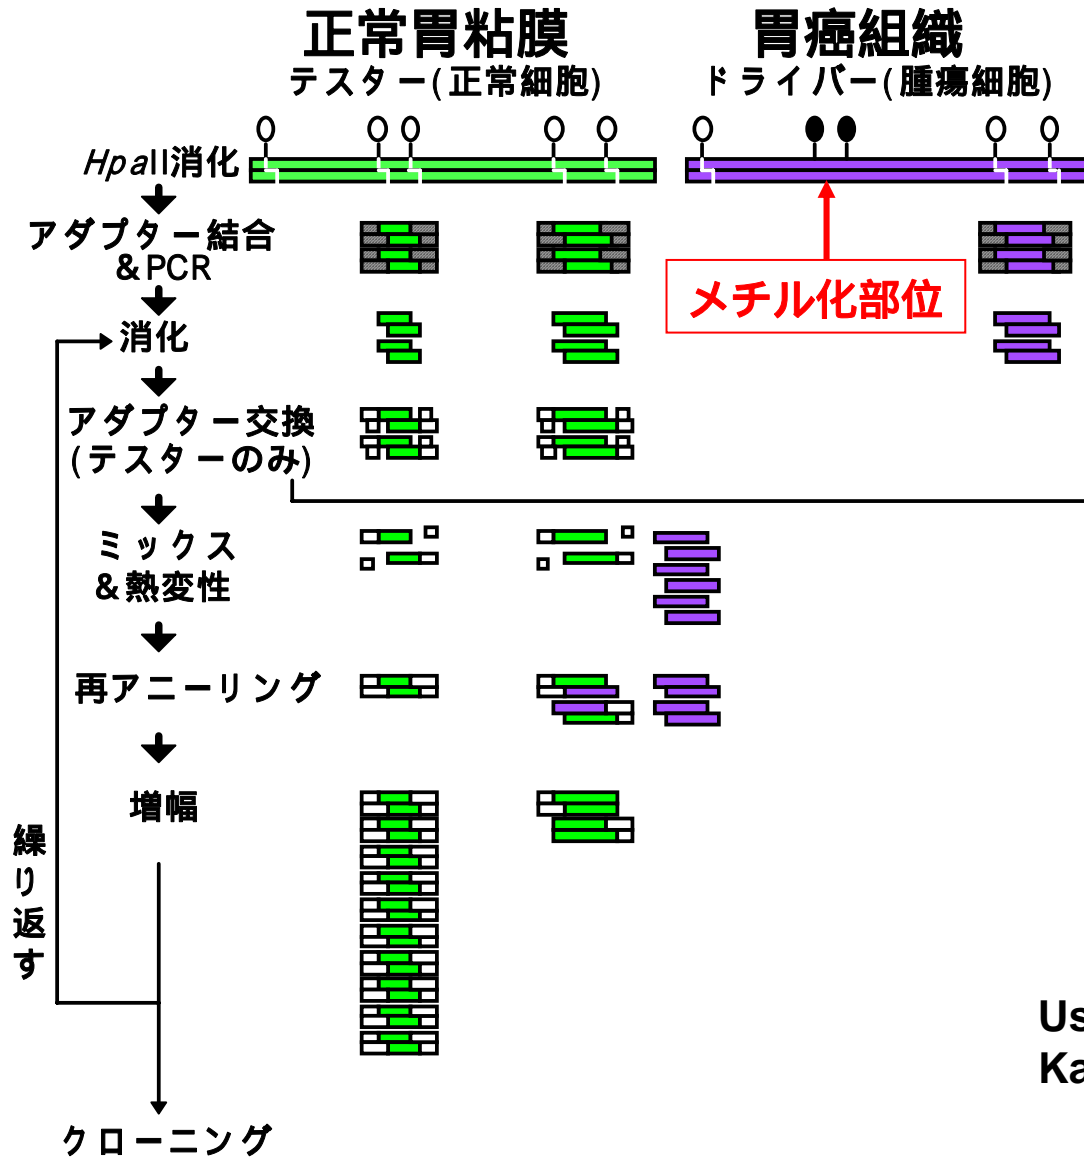 正常胃粘膜
テスター(正常細胞)
胃癌組織
ドライバー(腫瘍細胞)
HpaII消化
アダプター結合
&PCR
メチル化部位
消化
アダプター交換
(テスターのみ)
ミックス
&熱変性
再アニーリング
増幅
繰り返す
Us
Ka
クローニング